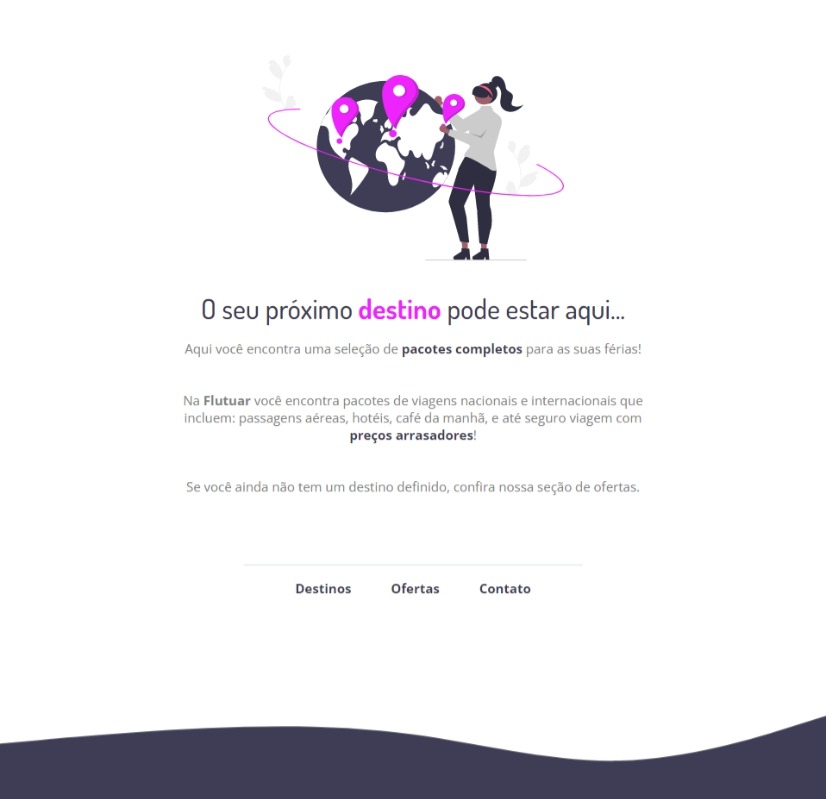 O seu próximo destino pode estar aqui...
Aqui você encontra uma seleção de pacotes completos para as suas férias!
Na Flutuar você encontra pacotes de viagens nacionais e internacionais que
incluem: passagens aéreas, hotéis, café da manhã, e até seguro viagem com
preços arrasadores!
Se você ainda não tem um destino definido, confira nossa seção de ofertas.
Destinos Ofertas Contato